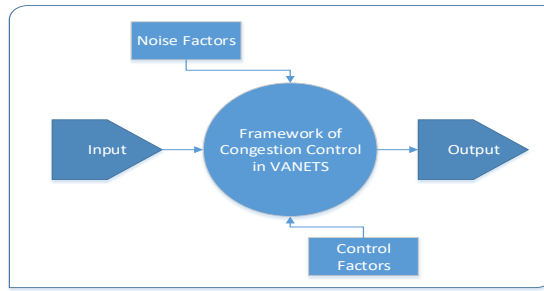 Noise Factors
Input
Framework of
Congestion Control
in VANETS
Output
Control
Factors